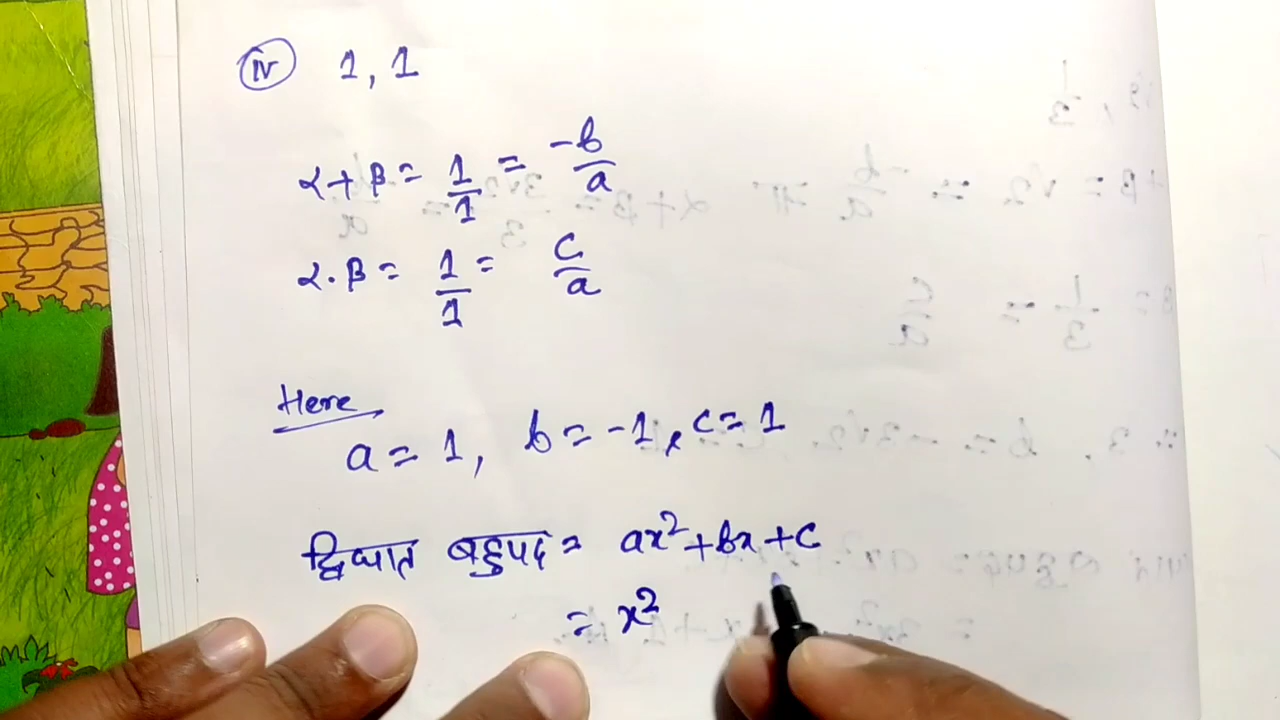 (iv) 1, 1
α+β = 1/1 = -b/a
α.β = 1/1 = c/a
Here
a = 1, b = -1, c = 1
द्विघात बहुपद = ax²+bx+c
= x²